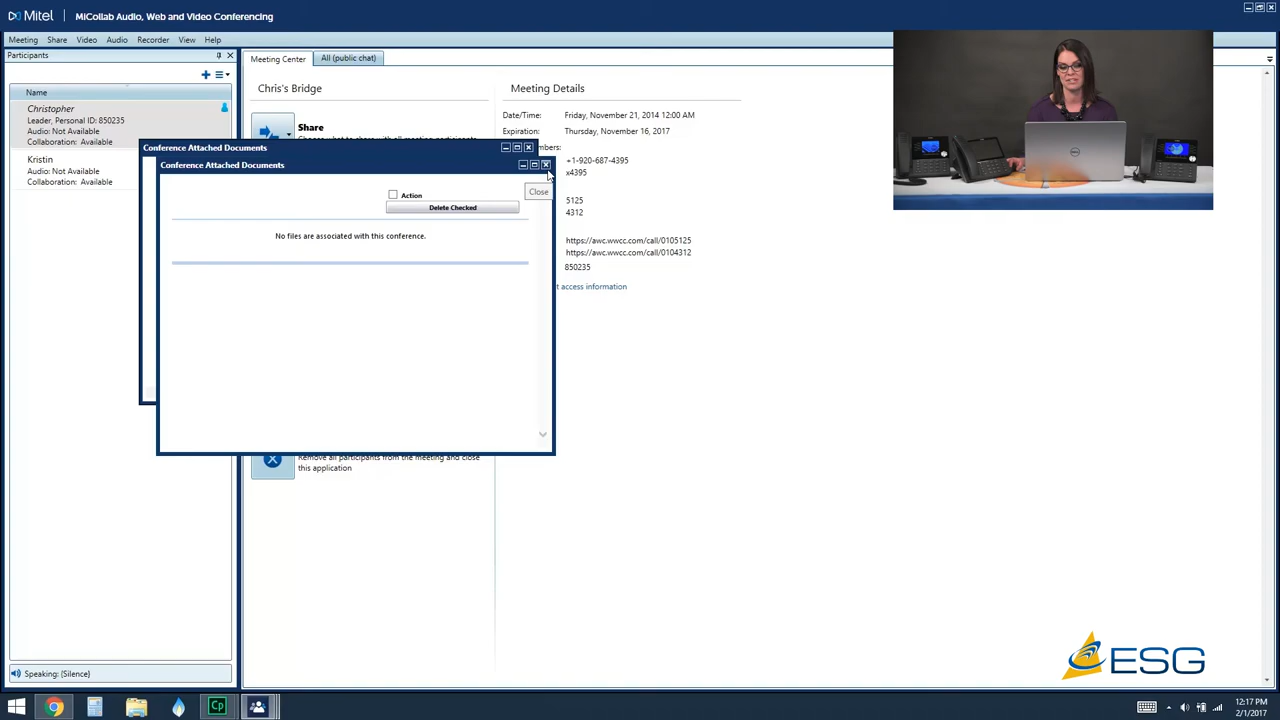 Mitel | MiCollab Audio, Web and Video Conferencing
Meeting Share Video Audio Recorder View Help
Participants
Meeting Center
All (public chat)
Name
Christopher
Leader, Personal ID: 850235
Audio: Not Available
Collaboration: Available
Kristin
Audio: Not Available
Collaboration: Available
Chris's Bridge
Share
Conference Attached Documents
Conference Attached Documents
Close
Action
Delete Checked
No files are associated with this conference.
Remove all participants from the meeting and close
this application
Meeting Details
Date/Time: Friday, November 21, 2014 12:00 AM
Expiration: Thursday, November 16, 2017
+1-920-687-4395
x4395
5125
4312
https://awc.wwcc.com/call/0105125
https://awc.wwcc.com/call/0104312
850235
t access information
Speaking: {Silence}
ESG
Cp
12:17 PM
2/1/2017